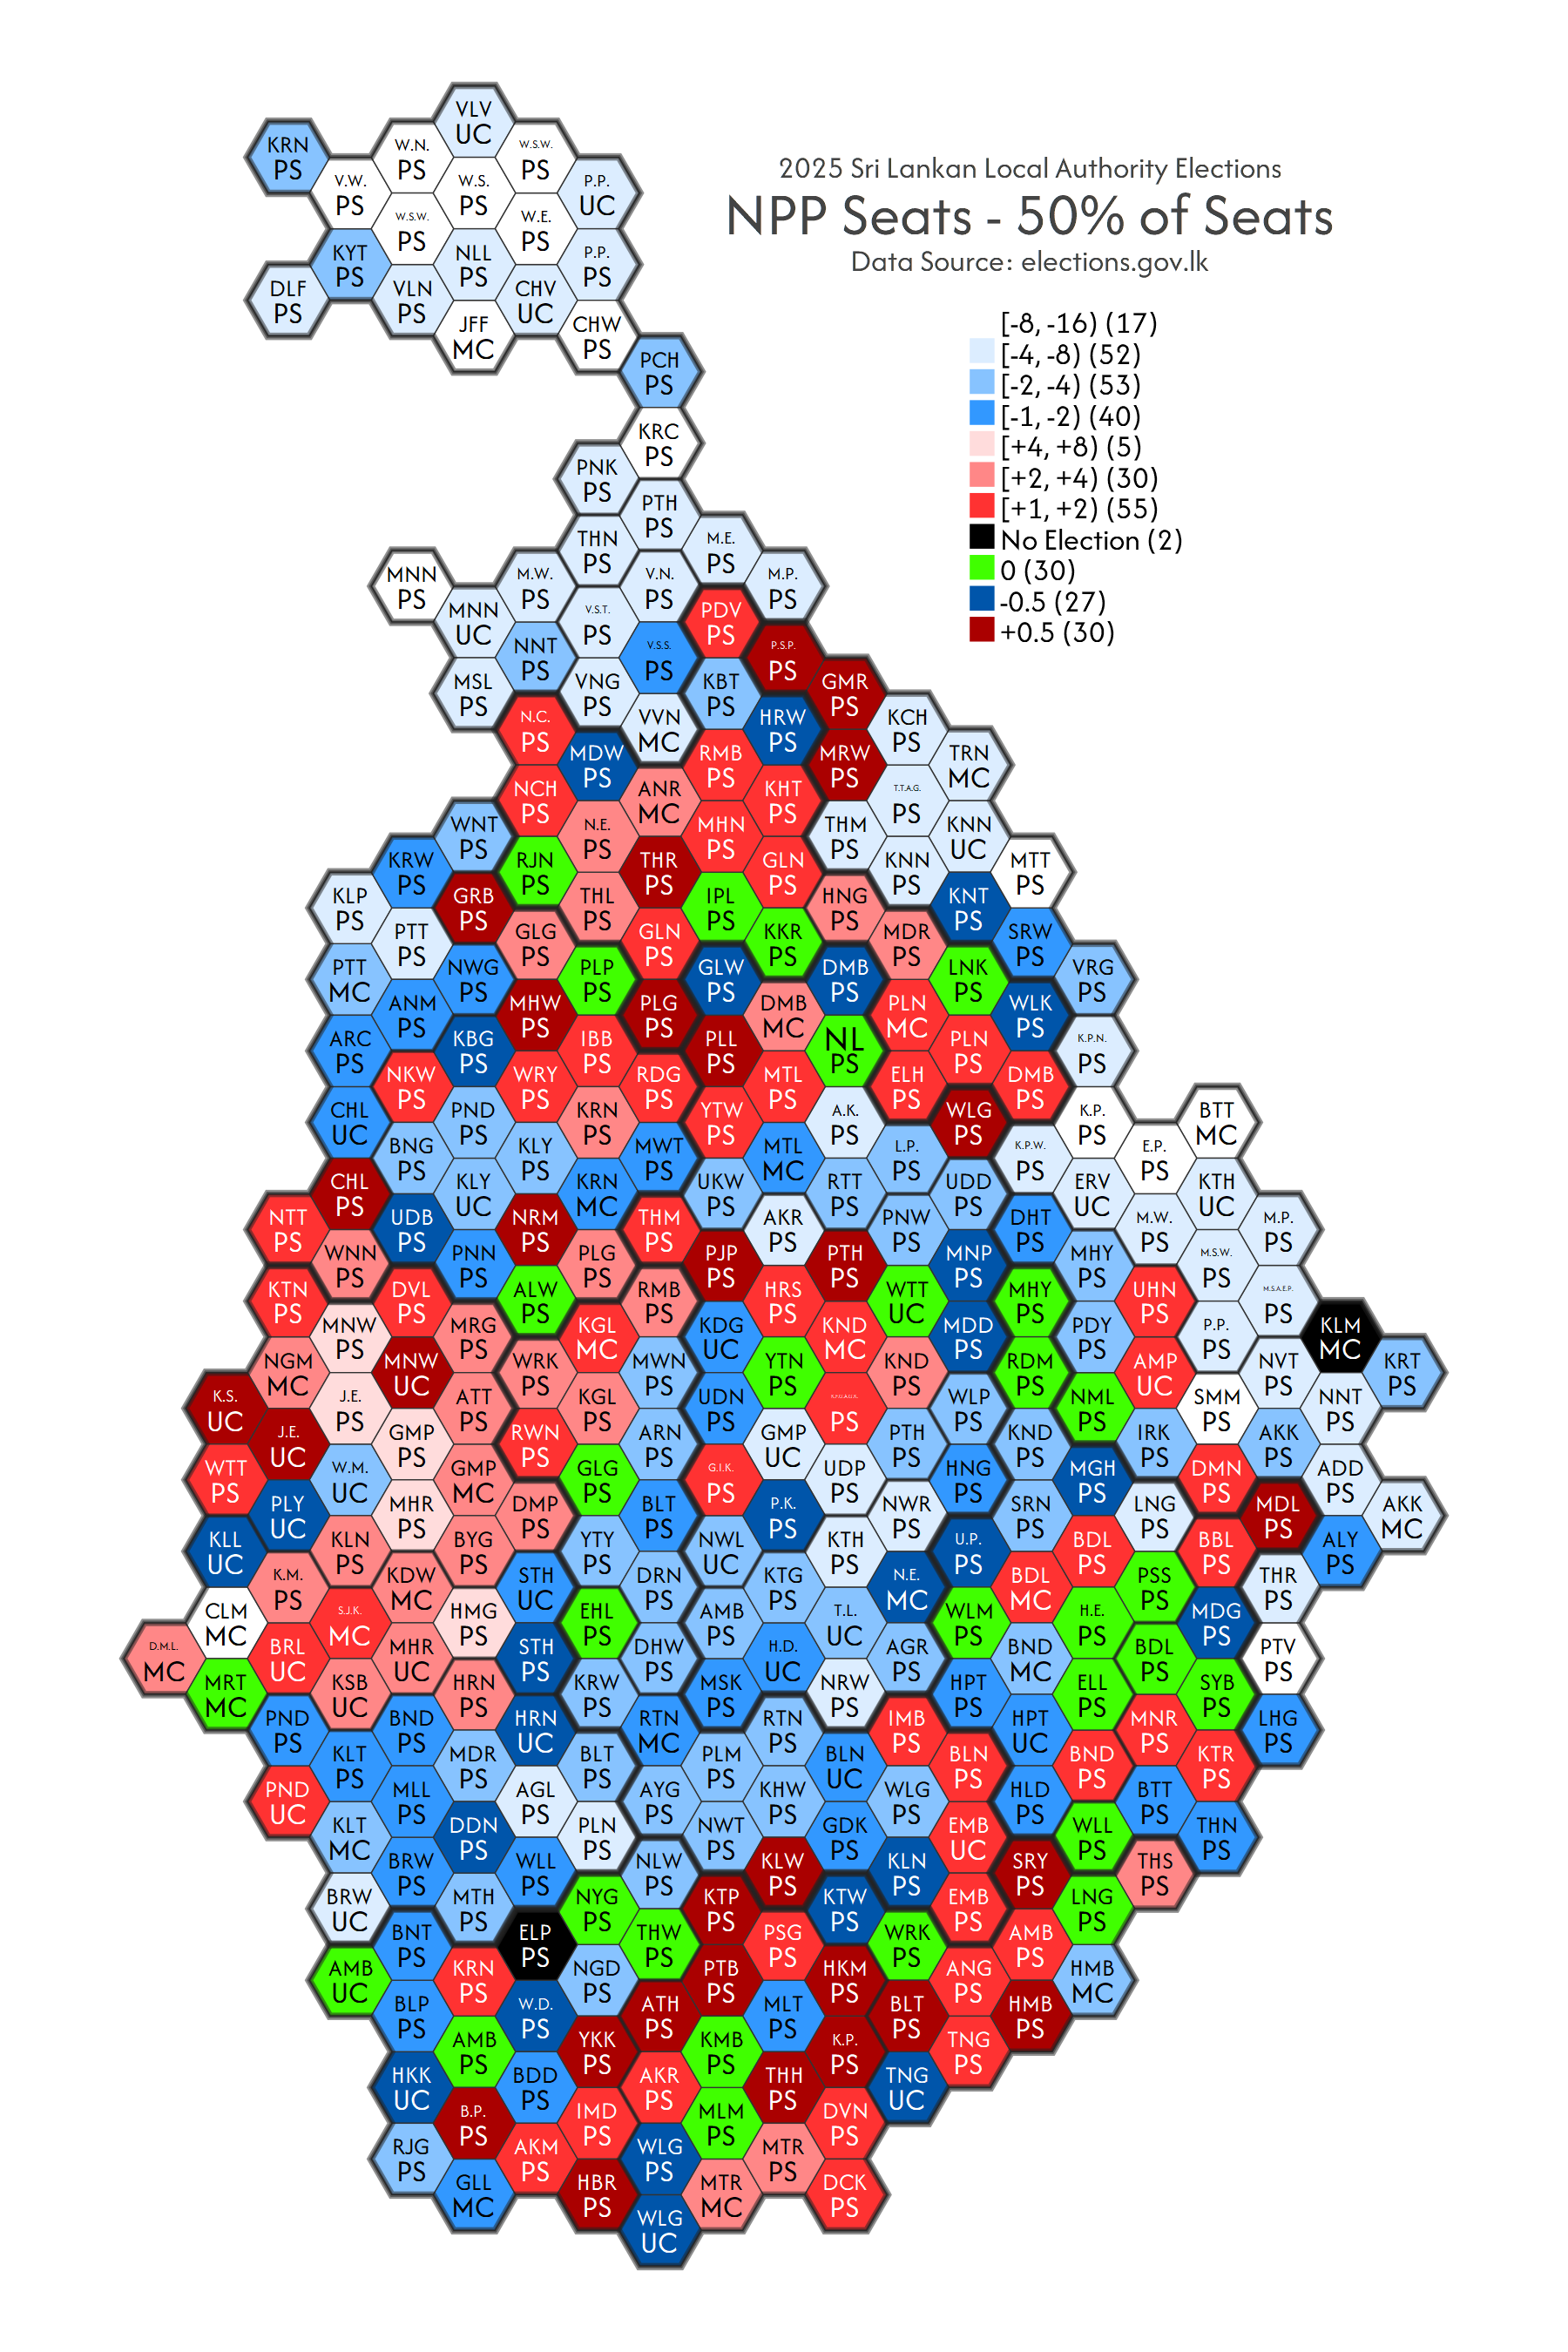 2025 Sri Lankan Local Authority Elections
NPP Seats - 50% of Seats
Data Source: elections.gov.lk
[-8, -16) (17)
[-4, -8) (52)
[-2, -4) (53)
[-1, -2) (40)
[+4, +8) (5)
[+2, +4) (30)
[+1, +2) (55)
No Election (2)
0 (30)
-0.5 (27)
+0.5 (30)
VLV
UC
KRN W.N. W.S.W.
PS PS PS
V.W. W.S. P.P.
PS PS UC
W.S.W. W.E.
PS PS
KYT NLL P.P.
PS PS PS
DLF VLN CHV
PS PS UC
JFF CHW
MC PS
PCH
PS
KRC
PS
PNK
PS
PTH
PS
THN M.E.
PS PS
MNN M.W. V.N. M.P.
PS PS PS PS
MNN V.S.T. PDV
UC PS PS
NNT V.S.S. P.S.P.
PS PS PS
MSL VNG KBT GMR
PS PS PS PS
N.C. VVN HRW KCH
PS MC PS PS
MDW RMB MRW TRN
PS PS PS MC
NCH ANR KHT T.T.A.G.
PS MC PS PS
WNT N.E. MHN THM KNN
PS PS PS PS UC
KRW RJN THR GLN KNN MTT
PS PS PS PS PS PS
KLP GRB THL IPL HNG KNT
PS PS PS PS PS PS
PTT GLG GLN KKR MDR SRW
PS PS PS PS PS PS
PTT NWG PLP GLW DMB LNK VRG
MC PS PS PS PS PS PS
ANM MHW PLG DMB PLN WLK
PS PS PS MC MC PS
ARC KBG IBB PLL NL PLN K.P.N.
PS PS PS PS PS PS PS
NKW WRY RDG MTL ELH DMB
PS PS PS PS PS PS
CHL PND KRN YTW A.K. WLG K.P. BTT
UC PS PS PS PS PS PS MC
BNG KLY MWT MTL L.P. K.P.W. E.P.
PS PS PS MC PS PS PS
CHL KLY KRN UKW RTT UDD ERV KTH
PS UC MC PS PS PS UC UC
NTT UDB NRM THM AKR PNW DHT M.W. M.P.
PS PS PS PS PS PS PS PS PS
WNN PNN PLG PJP PTH MNP MHY M.S.W.
PS PS PS PS PS PS PS PS
KTN DVL ALW RMB HRS WTT MHY UHN M.S.A.E.P.
PS PS PS PS PS UC PS PS PS
MNW MRG KGL KDG KND MDD PDY P.P. KLM
PS PS MC UC MC PS PS PS MC
NGM MNW WRK MWN YTN KND RDM AMP NVT KRT
MC UC PS PS PS PS PS UC PS PS
K.S. J.E. ATT KGL UDN WLP NML SMM NNT
UC PS PS PS PS PS PS PS PS PS
J.E. GMP RWN ARN GMP PTH KND IRK AKK
UC PS PS PS UC PS PS PS PS
WTT W.M. GMP GLG G.I.K. UDP HNG MGH DMN ADD
PS UC MC PS PS PS PS PS PS PS
PLY MHR DMP BLT P.K. NWR SRN LNG MDL AKK
UC PS PS PS PS PS PS PS PS MC
KLL KLN BYG YTY NWL KTH U.P. BDL BBL ALY
UC PS PS PS UC PS PS PS PS PS
K.M. KDW STH DRN KTG N.E. BDL PSS THR
PS MC UC PS PS MC MC PS PS
CLM S.J.K. HMG EHL AMB T.L. WLM H.E. MDG
MC MC PS PS PS UC PS PS PS
D.M.L. BRL MHR STH DHW H.D. AGR BND BDL PTV
MC UC UC PS PS UC PS MC PS PS
MRT KSB HRN KRW MSK NRW HPT ELL SYB
MC UC PS PS PS PS PS PS PS
PND BND HRN RTN RTN IMB HPT MNR LHG
PS PS UC MC PS PS UC PS PS
KLT MDR BLT PLM BLN BLN BND KTR
PS PS PS PS UC PS PS PS
PND MLL AGL AYG KHW WLG HLD BTT
UC PS PS PS PS PS PS PS
KLT DDN PLN NWT GDK EMB WLL THN
MC PS PS PS PS UC PS PS
BRW WLL NLW KLW KLN SRY THS
PS PS PS PS PS PS PS
BRW MTH NYG KTP KTW EMB LNG
UC PS PS PS PS PS PS
BNT ELP THW PSG WRK AMB
PS PS PS PS PS PS
AMB KRN NGD PTB HKM ANG HMB
UC PS PS PS PS PS MC
BLP W.D. ATH MLT BLT HMB
PS PS PS PS PS PS
AMB YKK KMB K.P. TNG
PS PS PS PS PS
HKK BDD AKR THH TNG
UC PS PS PS UC
B.P. IMD MLM DVN
PS PS PS PS
RJG AKM WLG MTR
PS PS PS PS
GLL HBR MTR DCK
MC PS MC PS
WLG
UC